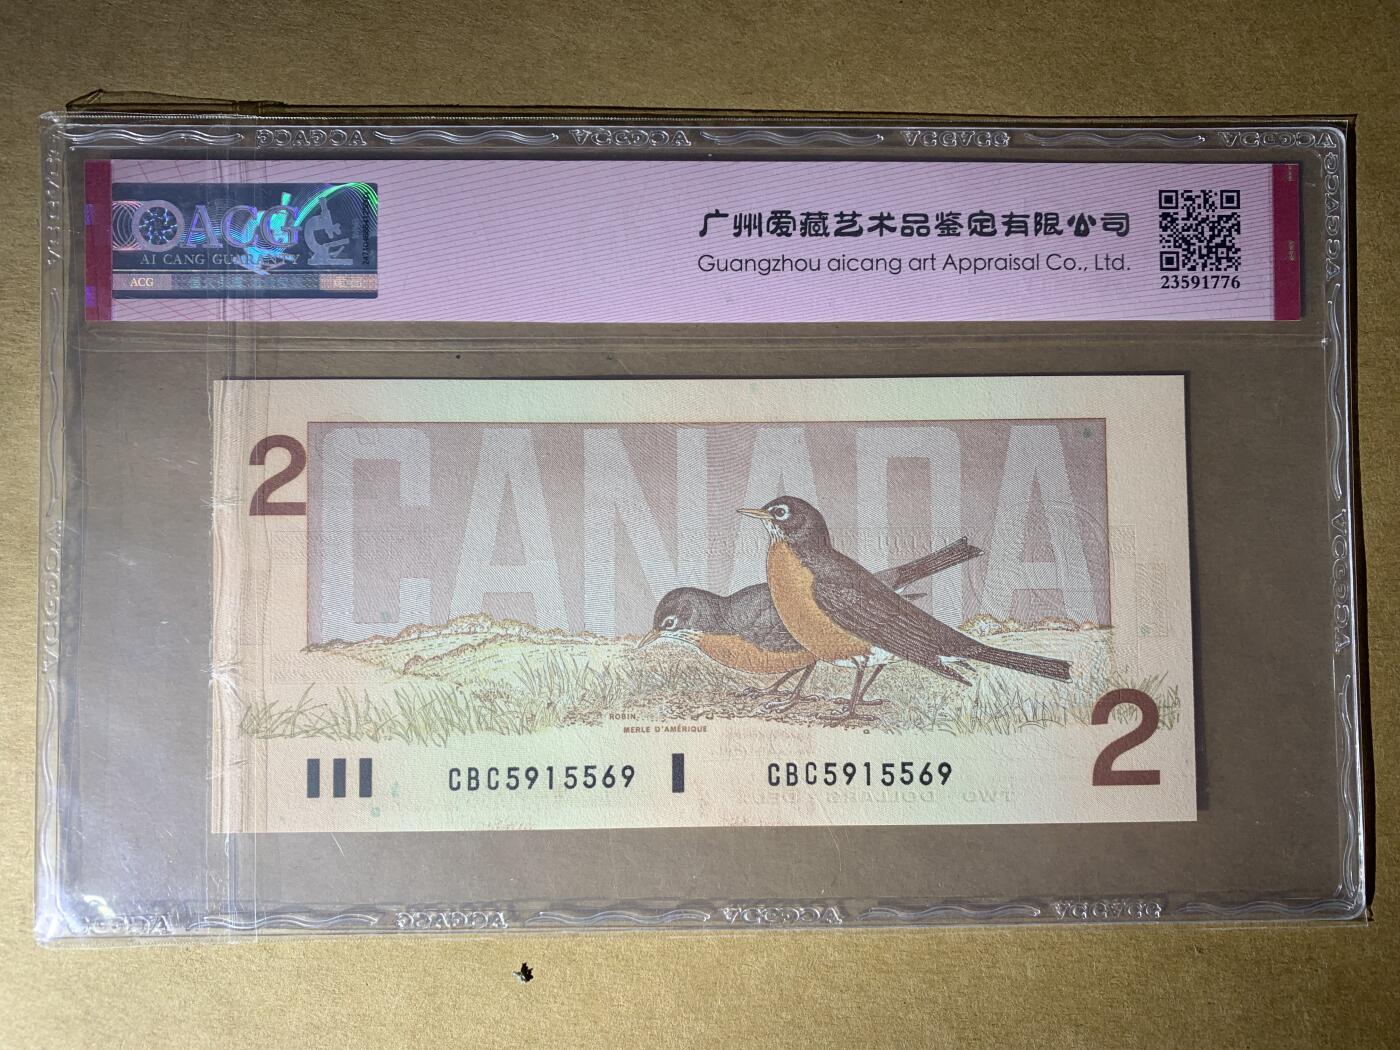 ACG
AI CANG GUARANTY
ACG
广州爱藏艺术品鉴定有限公司
Guangzhou aicang art Appraisal Co., Ltd.
23591776
CANADA
2
ROBIN
MERLE D'AMÉRIQUE
CBC5915569
CBC5915569
2